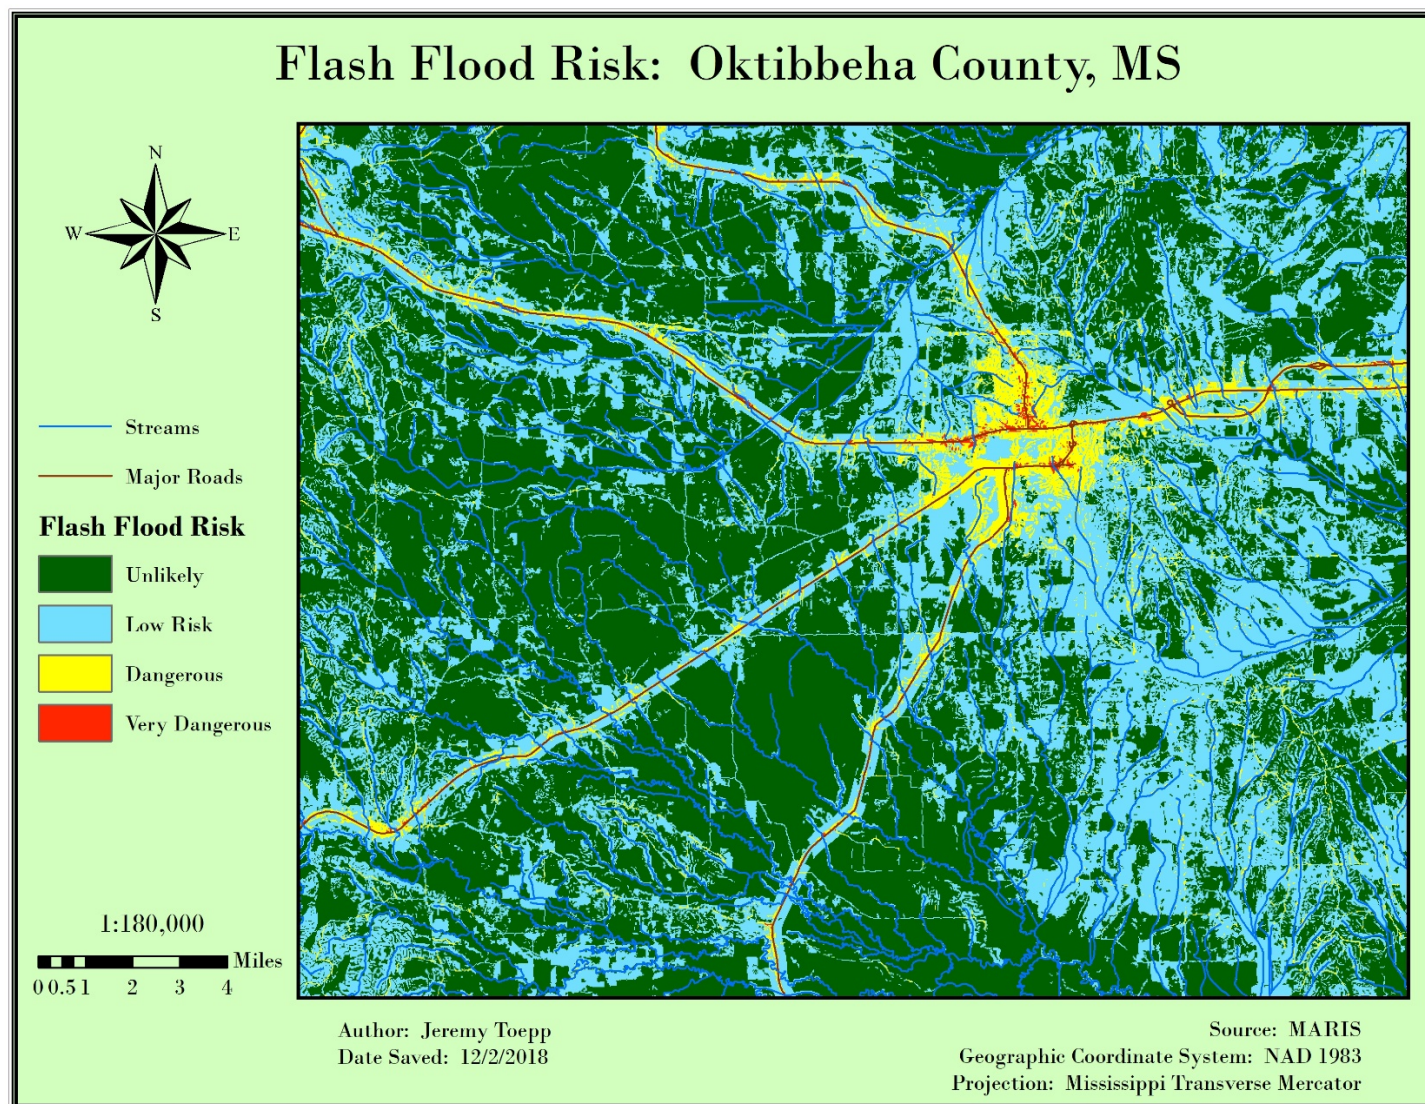 Flash Flood Risk: Oktibbeha County, MS
N
W E
S
Streams
Major Roads
Flash Flood Risk
Unlikely
Low Risk
Dangerous
Very Dangerous
1:180,000
Miles
0 0.5 1 2 3 4
Author: Jeremy Toepp
Date Saved: 12/2/2018
Source: MARIS
Geographic Coordinate System: NAD 1983
Projection: Mississippi Transverse Mercator